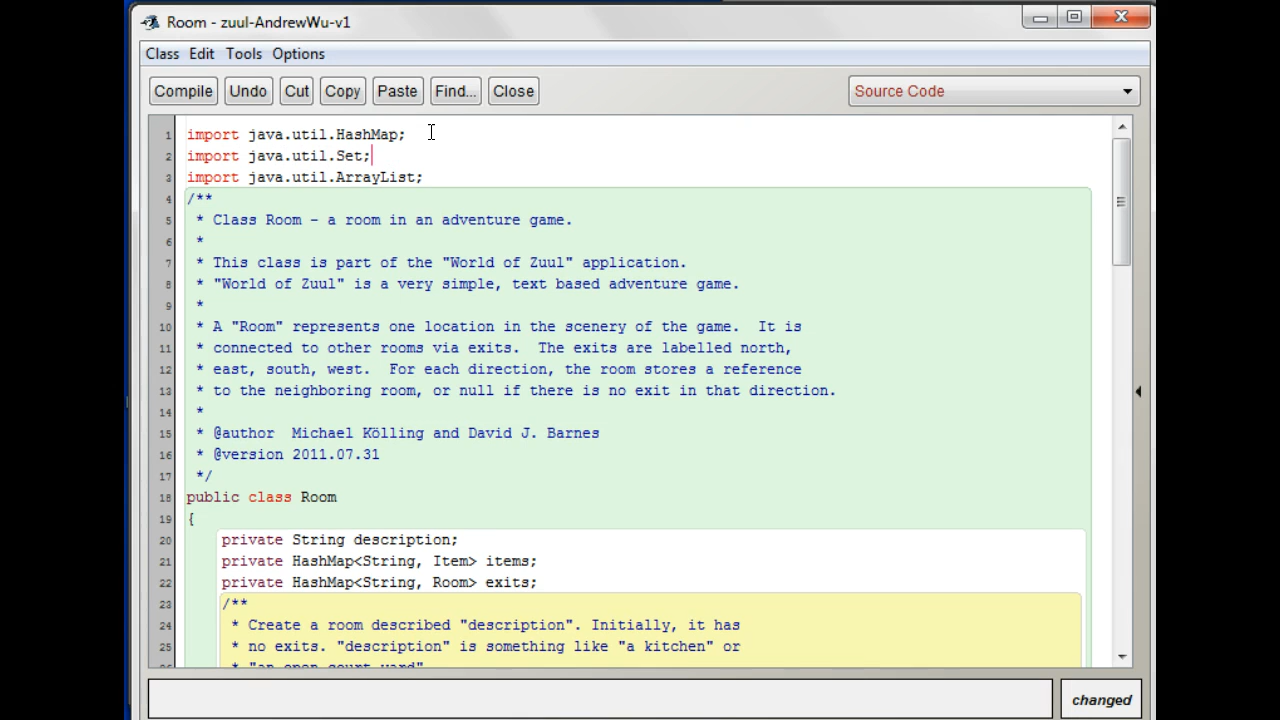 Room - zuul-AndrewWu-v1
Class Edit Tools Options
Compile Undo Cut Copy Paste Find... Close Source Code
1 import java.util.HashMap;
2 import java.util.Set;
3 import java.util.ArrayList;
4 /**
5 * Class Room - a room in an adventure game.
6 *
7 * This class is part of the "World of Zuul" application.
8 * "World of Zuul" is a very simple, text based adventure game.
9 *
10 * A "Room" represents one location in the scenery of the game.  It is
11 * connected to other rooms via exits.  The exits are labelled north,
12 * east, south, west.  For each direction, the room stores a reference
13 * to the neighboring room, or null if there is no exit in that direction.
14 *
15 * @author  Michael Kölling and David J. Barnes
16 * @version 2011.07.31
17 */
18 public class Room
19 {
20 private String description;
21 private HashMap<String, Item> items;
22 private HashMap<String, Room> exits;
23 /**
24 * Create a room described "description". Initially, it has
25 * no exits. "description" is something like "a kitchen" or
* "an open court yard"
changed